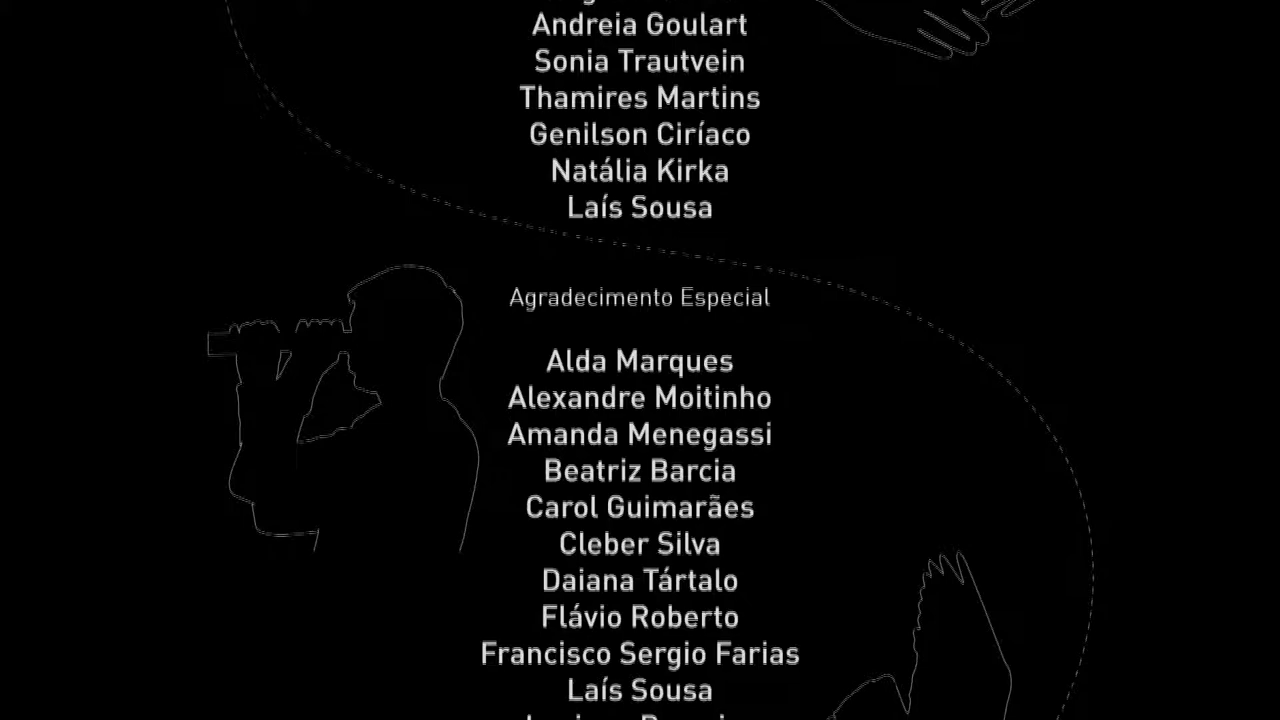 Andreia Goulart
Sonia Trautvein
Thamires Martins
Genilson Ciríaco
Natália Kirka
Laís Sousa
Agradecimento Especial
Alda Marques
Alexandre Moitinho
Amanda Menegassi
Beatriz Barcia
Carol Guimarães
Cleber Silva
Daiana Tártalo
Flávio Roberto
Francisco Sergio Farias
Laís Sousa